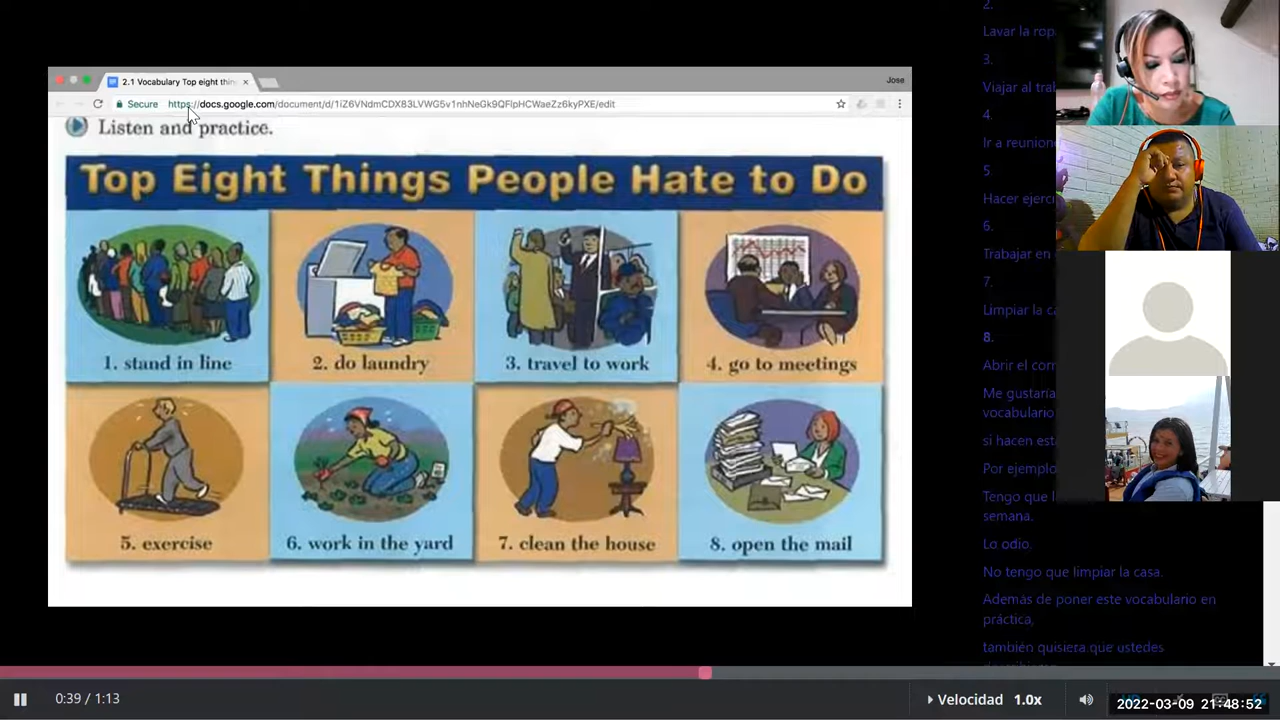 2.1 Vocabulary Top eight thin
Jose
Secure https://docs.google.com/document/d/1iZ6VNdmCDX83LVWG5v1nhNeGk9QFlpHCWaeZz6kyPXE/edit
Listen and practice.
Top Eight Things People Hate to Do
1. stand in line
2. do laundry
3. travel to work
4. go to meetings
5. exercise
6. work in the yard
7. clean the house
8. open the mail
2.
Lavar la rop
3.
Viajar al tra
4.
Ir a reunion
5
Hacer ejerci
6.
Trabajar en
7.
Limpiar la ca
8.
Abrir el corr
Me gustaría
vocabulario
si hacen est
Por ejemplo
Tengo que l
semana.
Lo odio.
No tengo que limpiar la casa.
Además de poner este vocabulario en
práctica,
también quisiera que ustedes
0:39 / 1:13
Velocidad 1.0x
2022-03-09 21:48:52